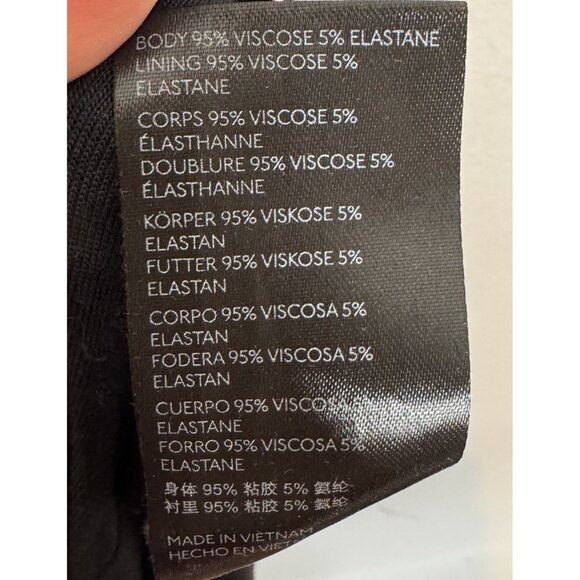 BODY 95% VISCOSE 5% ELASTANE
LINING 95% VISCOSE 5%
ELASTANE
CORPS 95% VISCOSE 5%
ÉLASTHANNE
DOUBLURE 95% VISCOSE 5%
ÉLASTHANNE
KÖRPER 95% VISKOSE 5%
ELASTAN
FUTTER 95% VISKOSE 5%
ELASTAN
CORPO 95% VISCOSA 5%
ELASTAN
FODERA 95% VISCOSA 5%
ELASTAN
CUERPO 95% VISCOSA 5%
ELASTANE
FORRO 95% VISCOSA 5%
ELASTANE
身体 95% 粘胶 5% 氨纶
衬里 95% 粘胶 5% 氨纶
MADE IN VIETNAM
HECHO EN